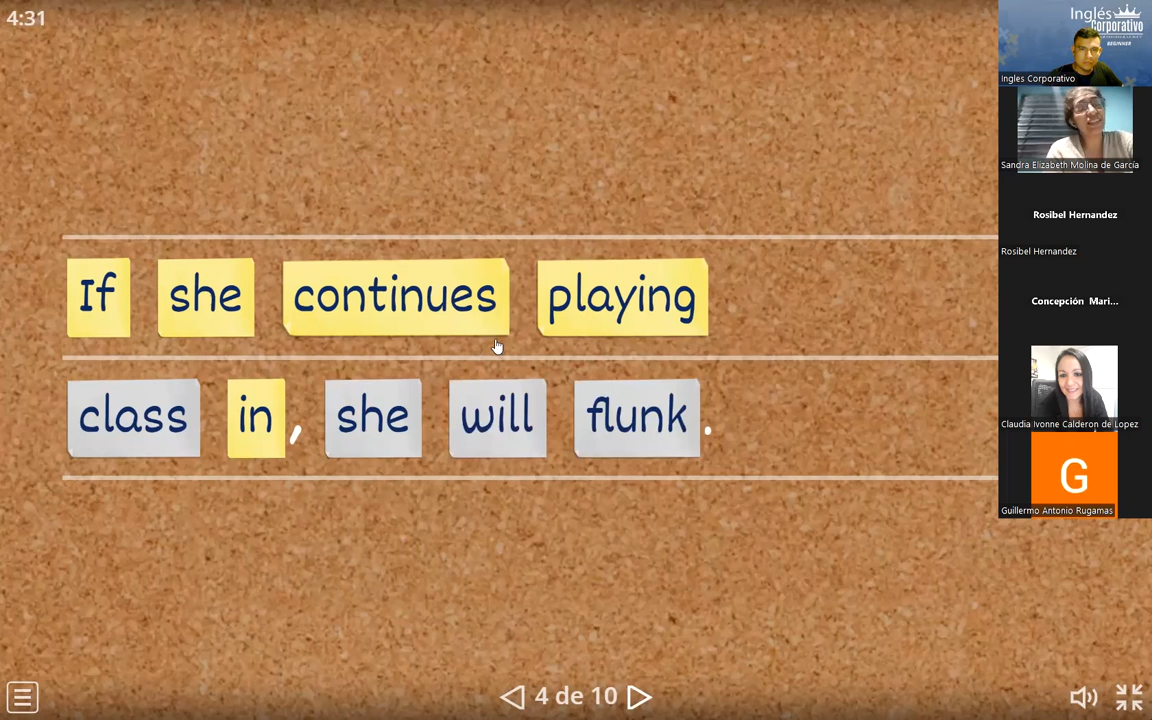 4:31
If she continues playing
class in, she will flunk.
4 de 10
Inglés
Corporativo
BEGINNER
Ingles Corporativo
Sandra Elizabeth Molina de García
Rosibel Hernandez
Rosibel Hernandez
Concepción Mari...
Claudia Ivonne Calderon de Lopez
G
Guillermo Antonio Rugamas